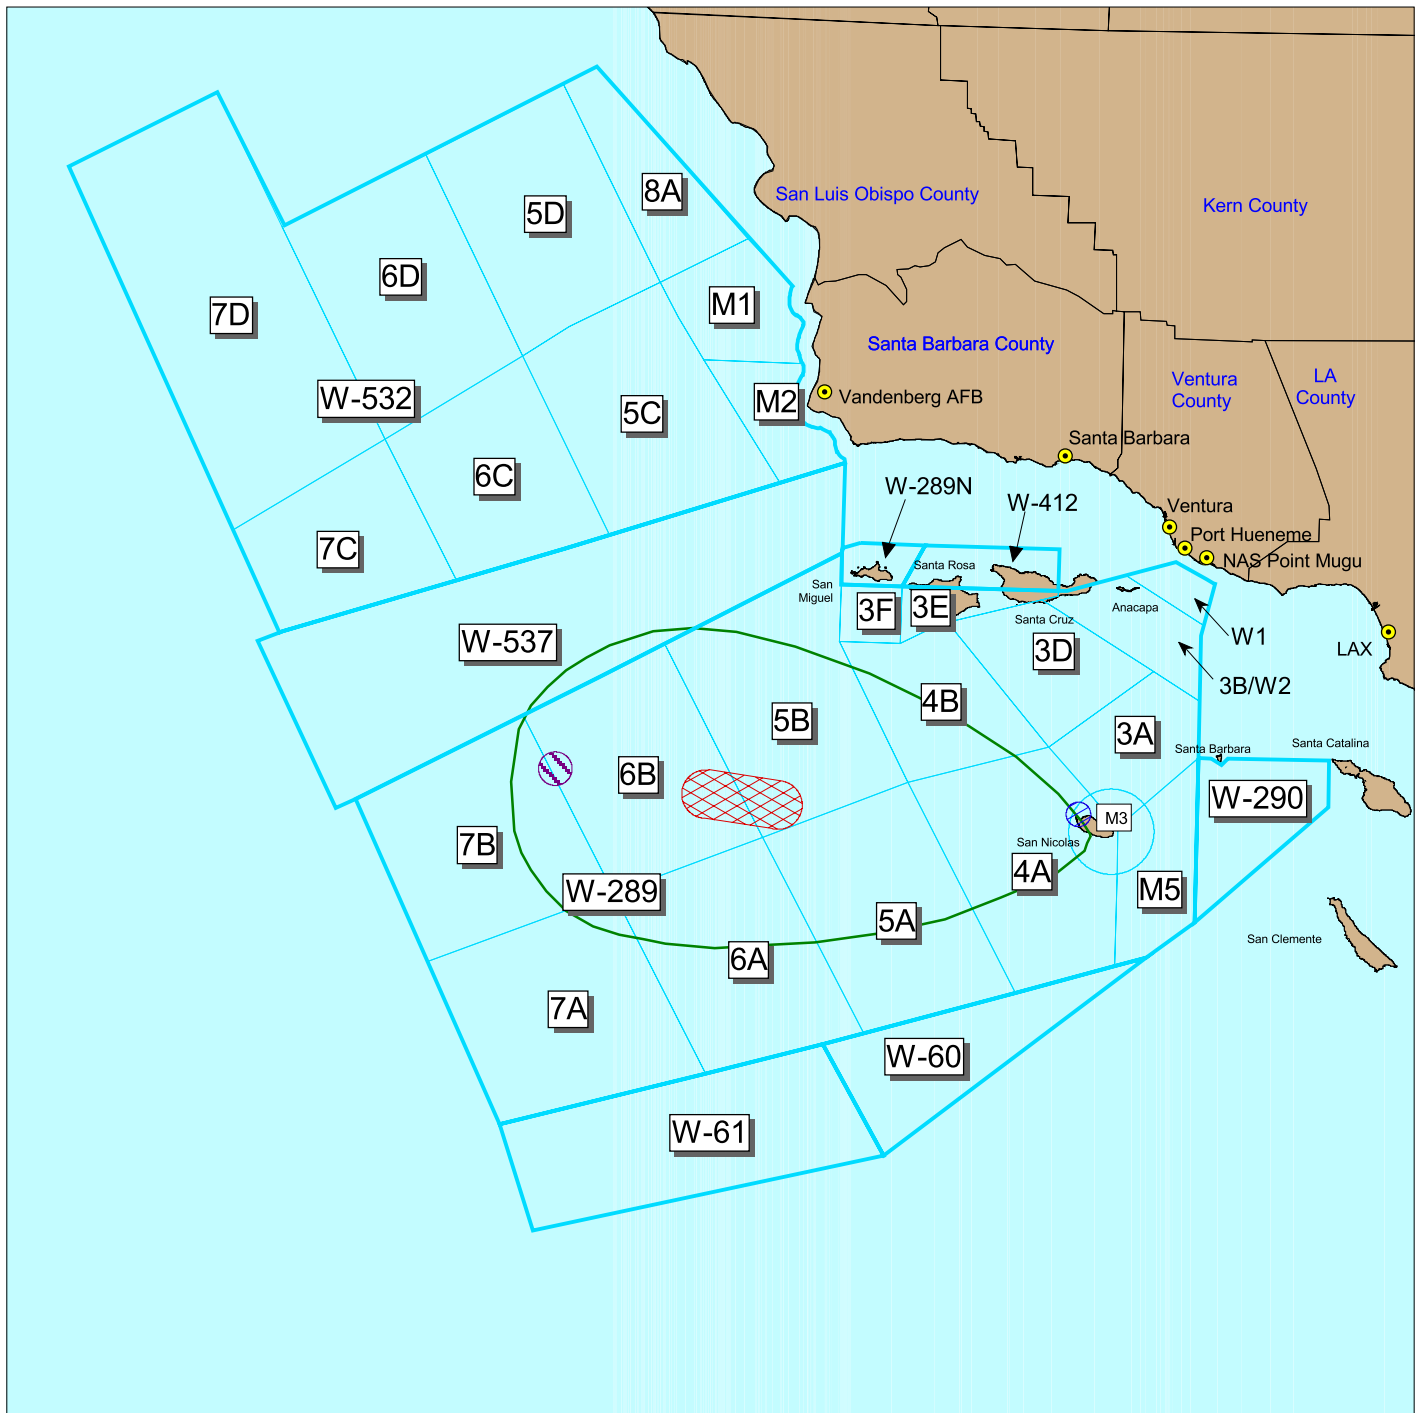 8A
San Luis Obispo County
Kern County
5D
6D
7D
M1
Santa Barbara County
Ventura
County
LA
County
W-532
5C
M2
Vandenberg AFB
Santa Barbara
6C
W-289N
W-412
Ventura
Port Hueneme
NAS Point Mugu
7C
Santa Rosa
San
Miguel
3F
3E
Santa Cruz
Anacapa
W1
LAX
W-537
3D
3B/W2
4B
5B
3A
Santa Barbara
Santa Catalina
6B
W-290
M3
San Nicolas
7B
4A
W-289
M5
5A
San Clemente
6A
7A
W-60
W-61